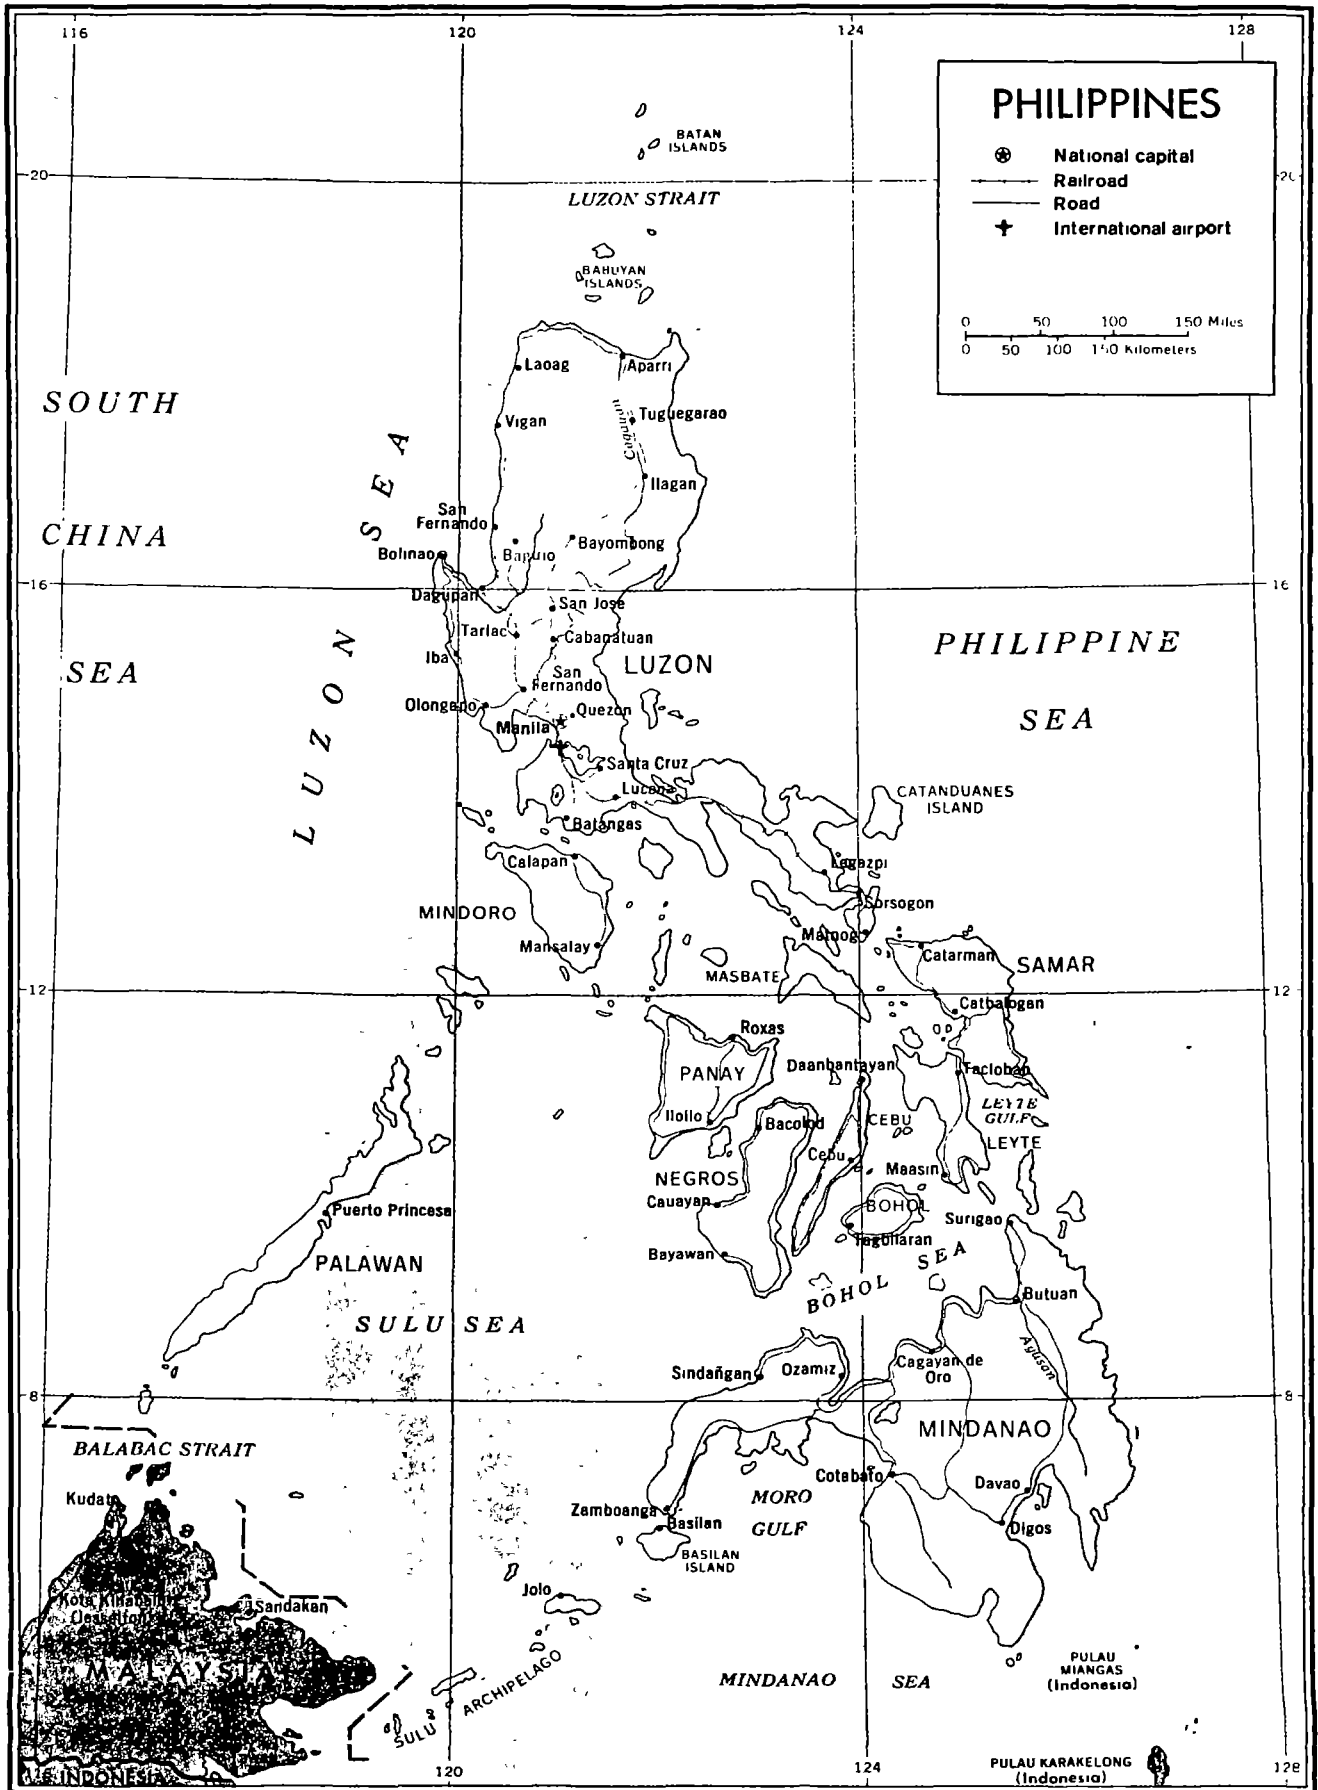 116
120
124
128
PHILIPPINES
National capital
Railroad
Road
International airport
0 50 100 150 Miles
0 50 100 150 Kilometers
BATAN
ISLANDS
20
LUZON STRAIT
BABUYAN
ISLANDS
Laoag
Aparri
SOUTH
CHINA
SEA
Vigan
Tuguegarao
Cagayan
Ilagan
LUZON SEA
San
Fernando
Bolinao
Baguio
Bayombong
16
16
Dagupan
San Jose
Tarlac
Cabanatuan
Iba
LUZON
San
Fernando
PHILIPPINE
SEA
Olongapo
Quezon
Manila
Santa Cruz
Lucena
CATANDUANES
ISLAND
Batangas
Calapan
Legazpi
MINDORO
Sorsogon
Matnog
Mansalay
Catarman
SAMAR
MASBATE
12
12
Catbalogan
Roxas
Daanbantayan
Tacloban
PANAY
LEYTE
GULF
Iloilo
Bacolod
CEBU
LEYTE
Cebu
Maasin
NEGROS
Cauayan
BOHOL
Surigao
Puerto Princesa
Tagbilaran
Bayawan
PALAWAN
BOHOL SEA
Butuan
SULU SEA
Agusan
Sindañgan
Ozamiz
Cagayan de
Oro
8
8
MINDANAO
BALABAC STRAIT
Cotabato
Davao
Kudat
MORO
GULF
Zamboanga
Basilan
Digos
BASILAN
ISLAND
Jolo
Kota Kinabalu
(Jesselton)
Sandakan
MALAYSIA
SULU ARCHIPELAGO
MINDANAO SEA
PULAU
MIANGAS
(Indonesia)
INDONESIA
120
124
PULAU KARAKELONG
(Indonesia)
128